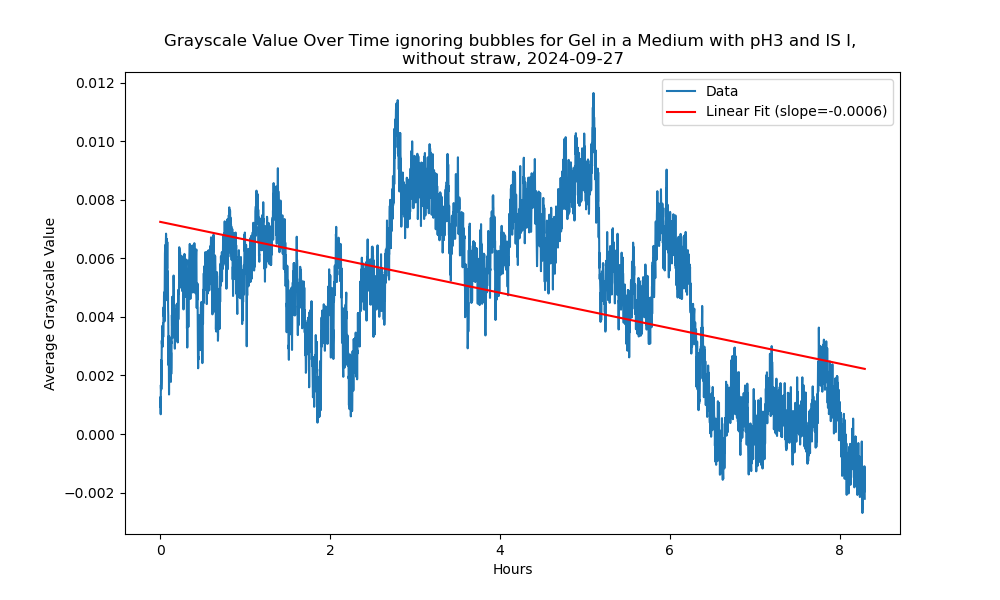 Grayscale Value Over Time ignoring bubbles for Gel in a Medium with pH3 and IS I,
without straw, 2024-09-27
Data
Linear Fit (slope=-0.0006)
Average Grayscale Value
0.012
0.010
0.008
0.006
0.004
0.002
0.000
−0.002
0 2 4 6 8
Hours